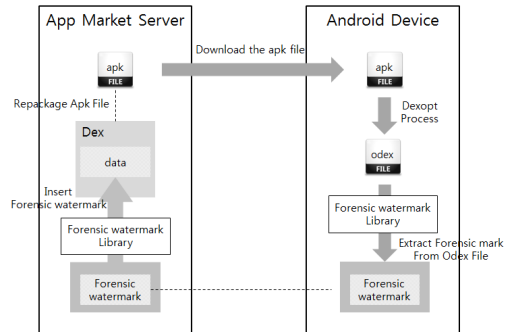 App Market Server
Android Device
Download the apk file
apk
FILE
apk
FILE
Repackage Apk File
Dexopt
Process
Dex
data
odex
FILE
Insert
Forensic watermark
Forensic watermark
Library
Forensic watermark
Library
Extract Forensic mark
From Odex File
Forensic
watermark
Forensic
watermark